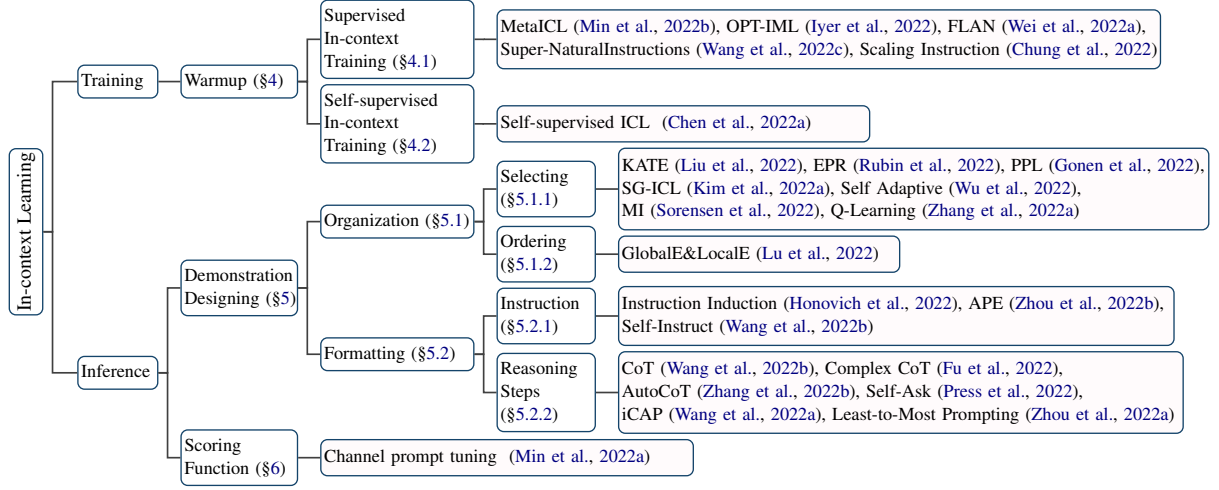 In-context Learning
Training
Warmup (§4)
Supervised
In-context
Training (§4.1)
MetaICL (Min et al., 2022b), OPT-IML (Iyer et al., 2022), FLAN (Wei et al., 2022a),
Super-NaturalInstructions (Wang et al., 2022c), Scaling Instruction (Chung et al., 2022)
Self-supervised
In-context
Training (§4.2)
Self-supervised ICL (Chen et al., 2022a)
Inference
Demonstration
Designing (§5)
Organization (§5.1)
Selecting
(§5.1.1)
KATE (Liu et al., 2022), EPR (Rubin et al., 2022), PPL (Gonen et al., 2022),
SG-ICL (Kim et al., 2022a), Self Adaptive (Wu et al., 2022),
MI (Sorensen et al., 2022), Q-Learning (Zhang et al., 2022a)
Ordering
(§5.1.2)
GlobalE&LocalE (Lu et al., 2022)
Formatting (§5.2)
Instruction
(§5.2.1)
Instruction Induction (Honovich et al., 2022), APE (Zhou et al., 2022b),
Self-Instruct (Wang et al., 2022b)
Reasoning
Steps
(§5.2.2)
CoT (Wang et al., 2022b), Complex CoT (Fu et al., 2022),
AutoCoT (Zhang et al., 2022b), Self-Ask (Press et al., 2022),
iCAP (Wang et al., 2022a), Least-to-Most Prompting (Zhou et al., 2022a)
Scoring
Function (§6)
Channel prompt tuning (Min et al., 2022a)